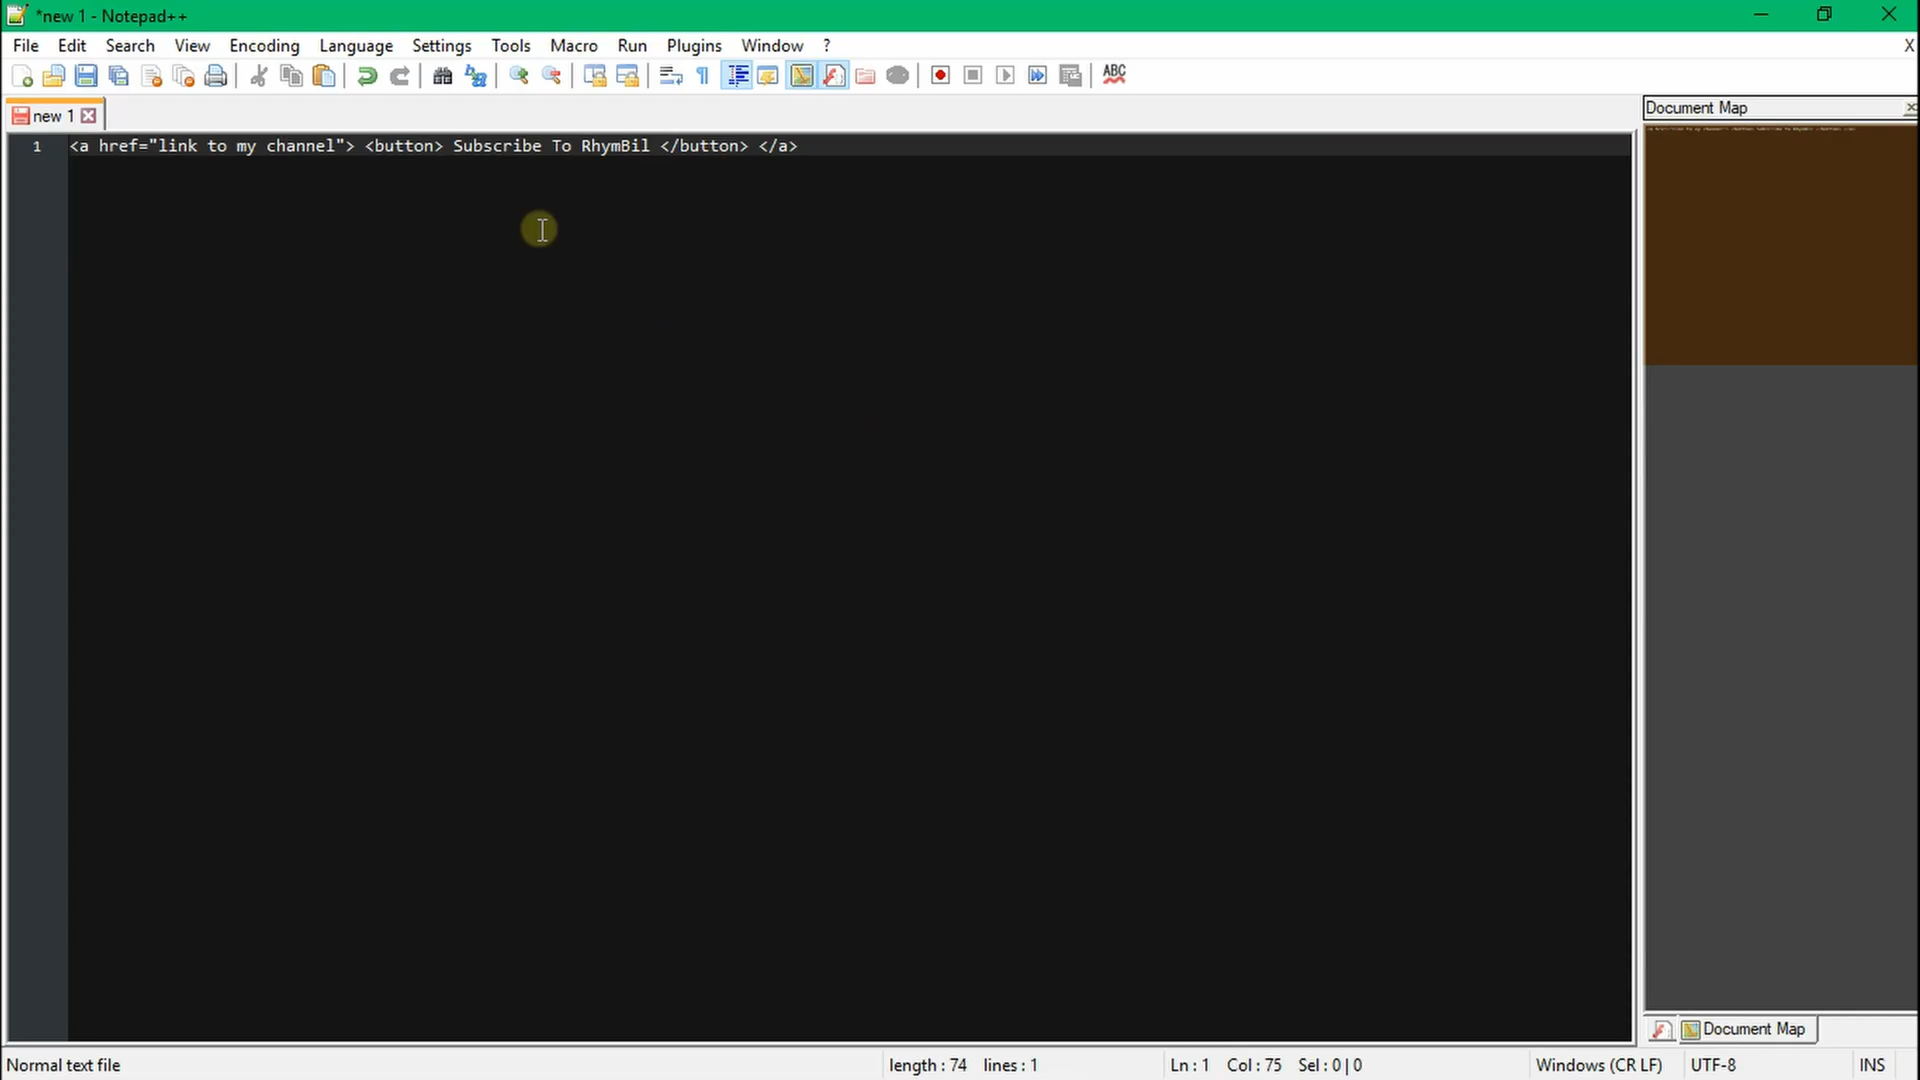 *new 1 - Notepad++
File Edit Search View Encoding Language Settings Tools Macro Run Plugins Window ? X
ABC
new 1
Document Map
1 <a href="link to my channel"> <button> Subscribe To RhymBil </button> </a>
Document Map
Normal text file length : 74 lines : 1 Ln : 1 Col : 75 Sel : 0 | 0 Windows (CR LF) UTF-8 INS